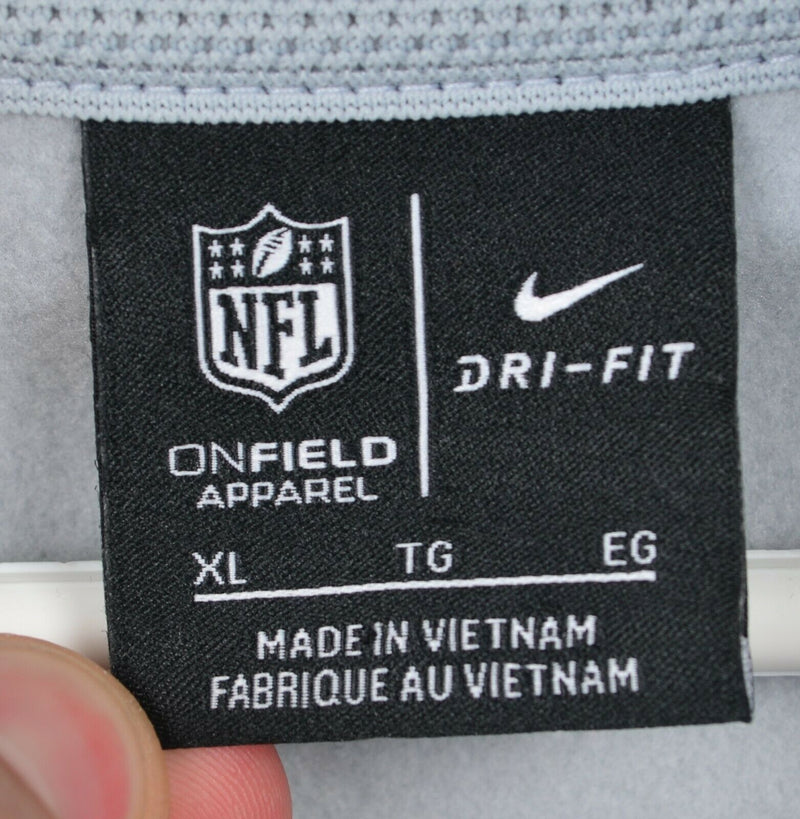 NFL
DRI-FIT
ONFIELD
APPAREL
XL TG EG
MADE IN VIETNAM
FABRIQUE AU VIETNAM